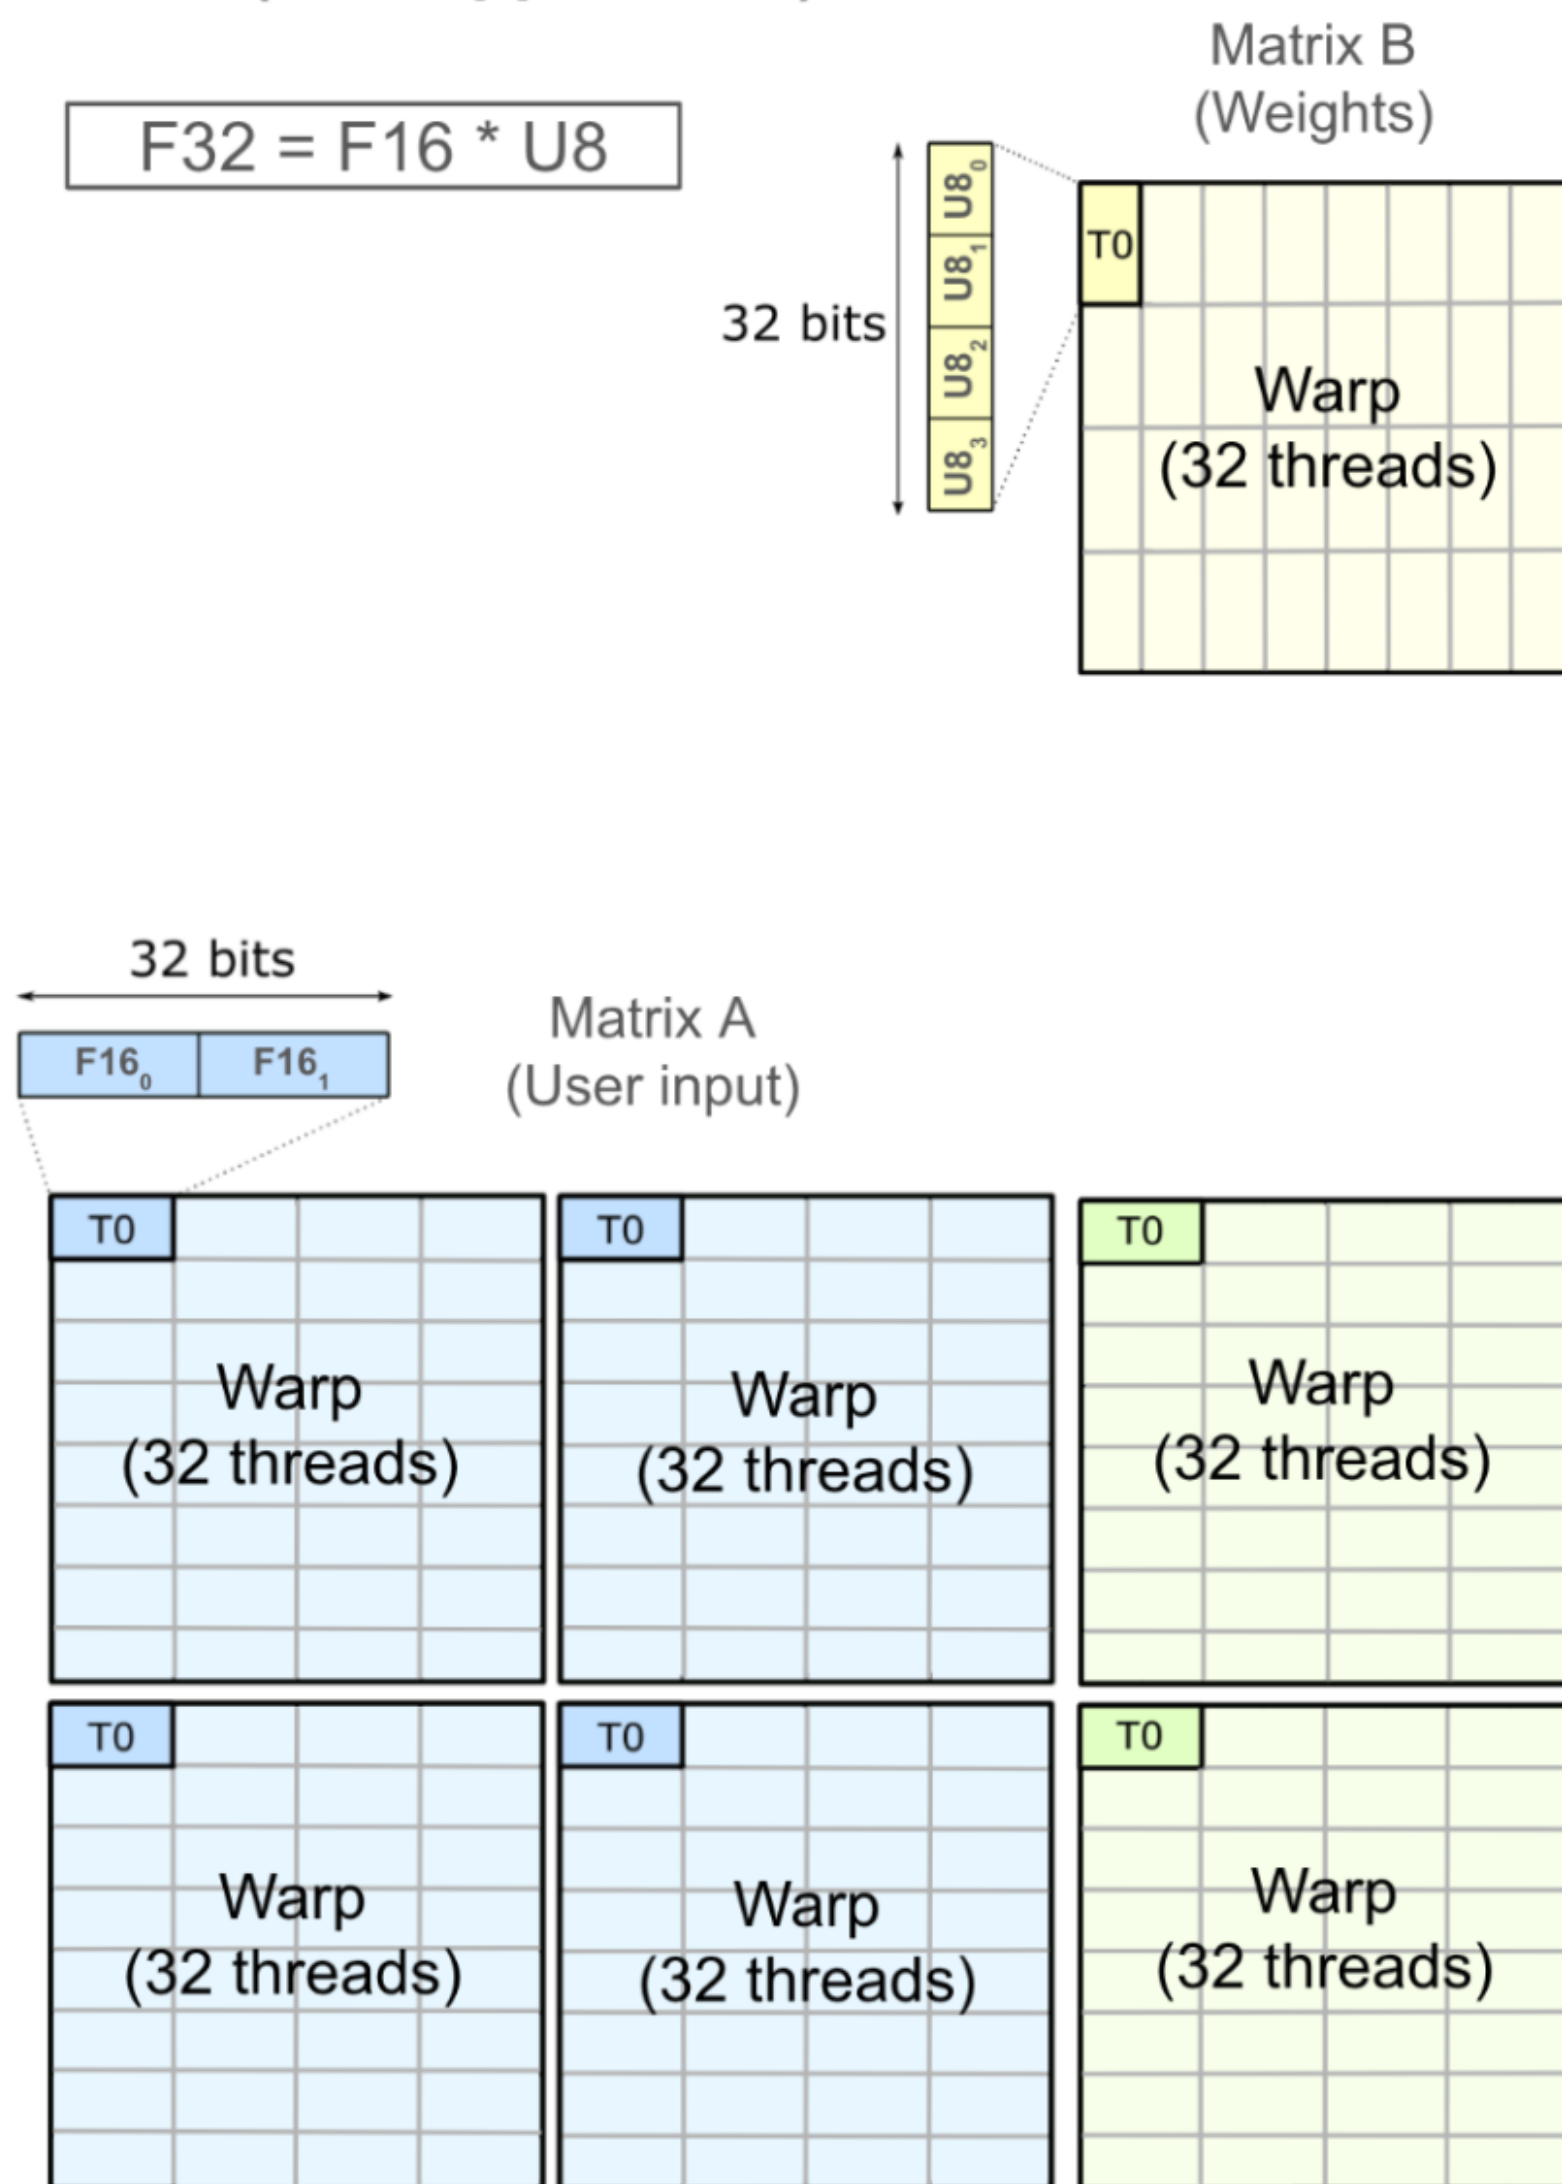 F32 = F16 * U8
Matrix B
(Weights)
32 bits
U8₀
U8₁
U8₂
U8₃
T0
Warp
(32 threads)
32 bits
F16₀ F16₁
Matrix A
(User input)
T0
Warp
(32 threads)
T0
Warp
(32 threads)
T0
Warp
(32 threads)
T0
Warp
(32 threads)
T0
Warp
(32 threads)
T0
Warp
(32 threads)